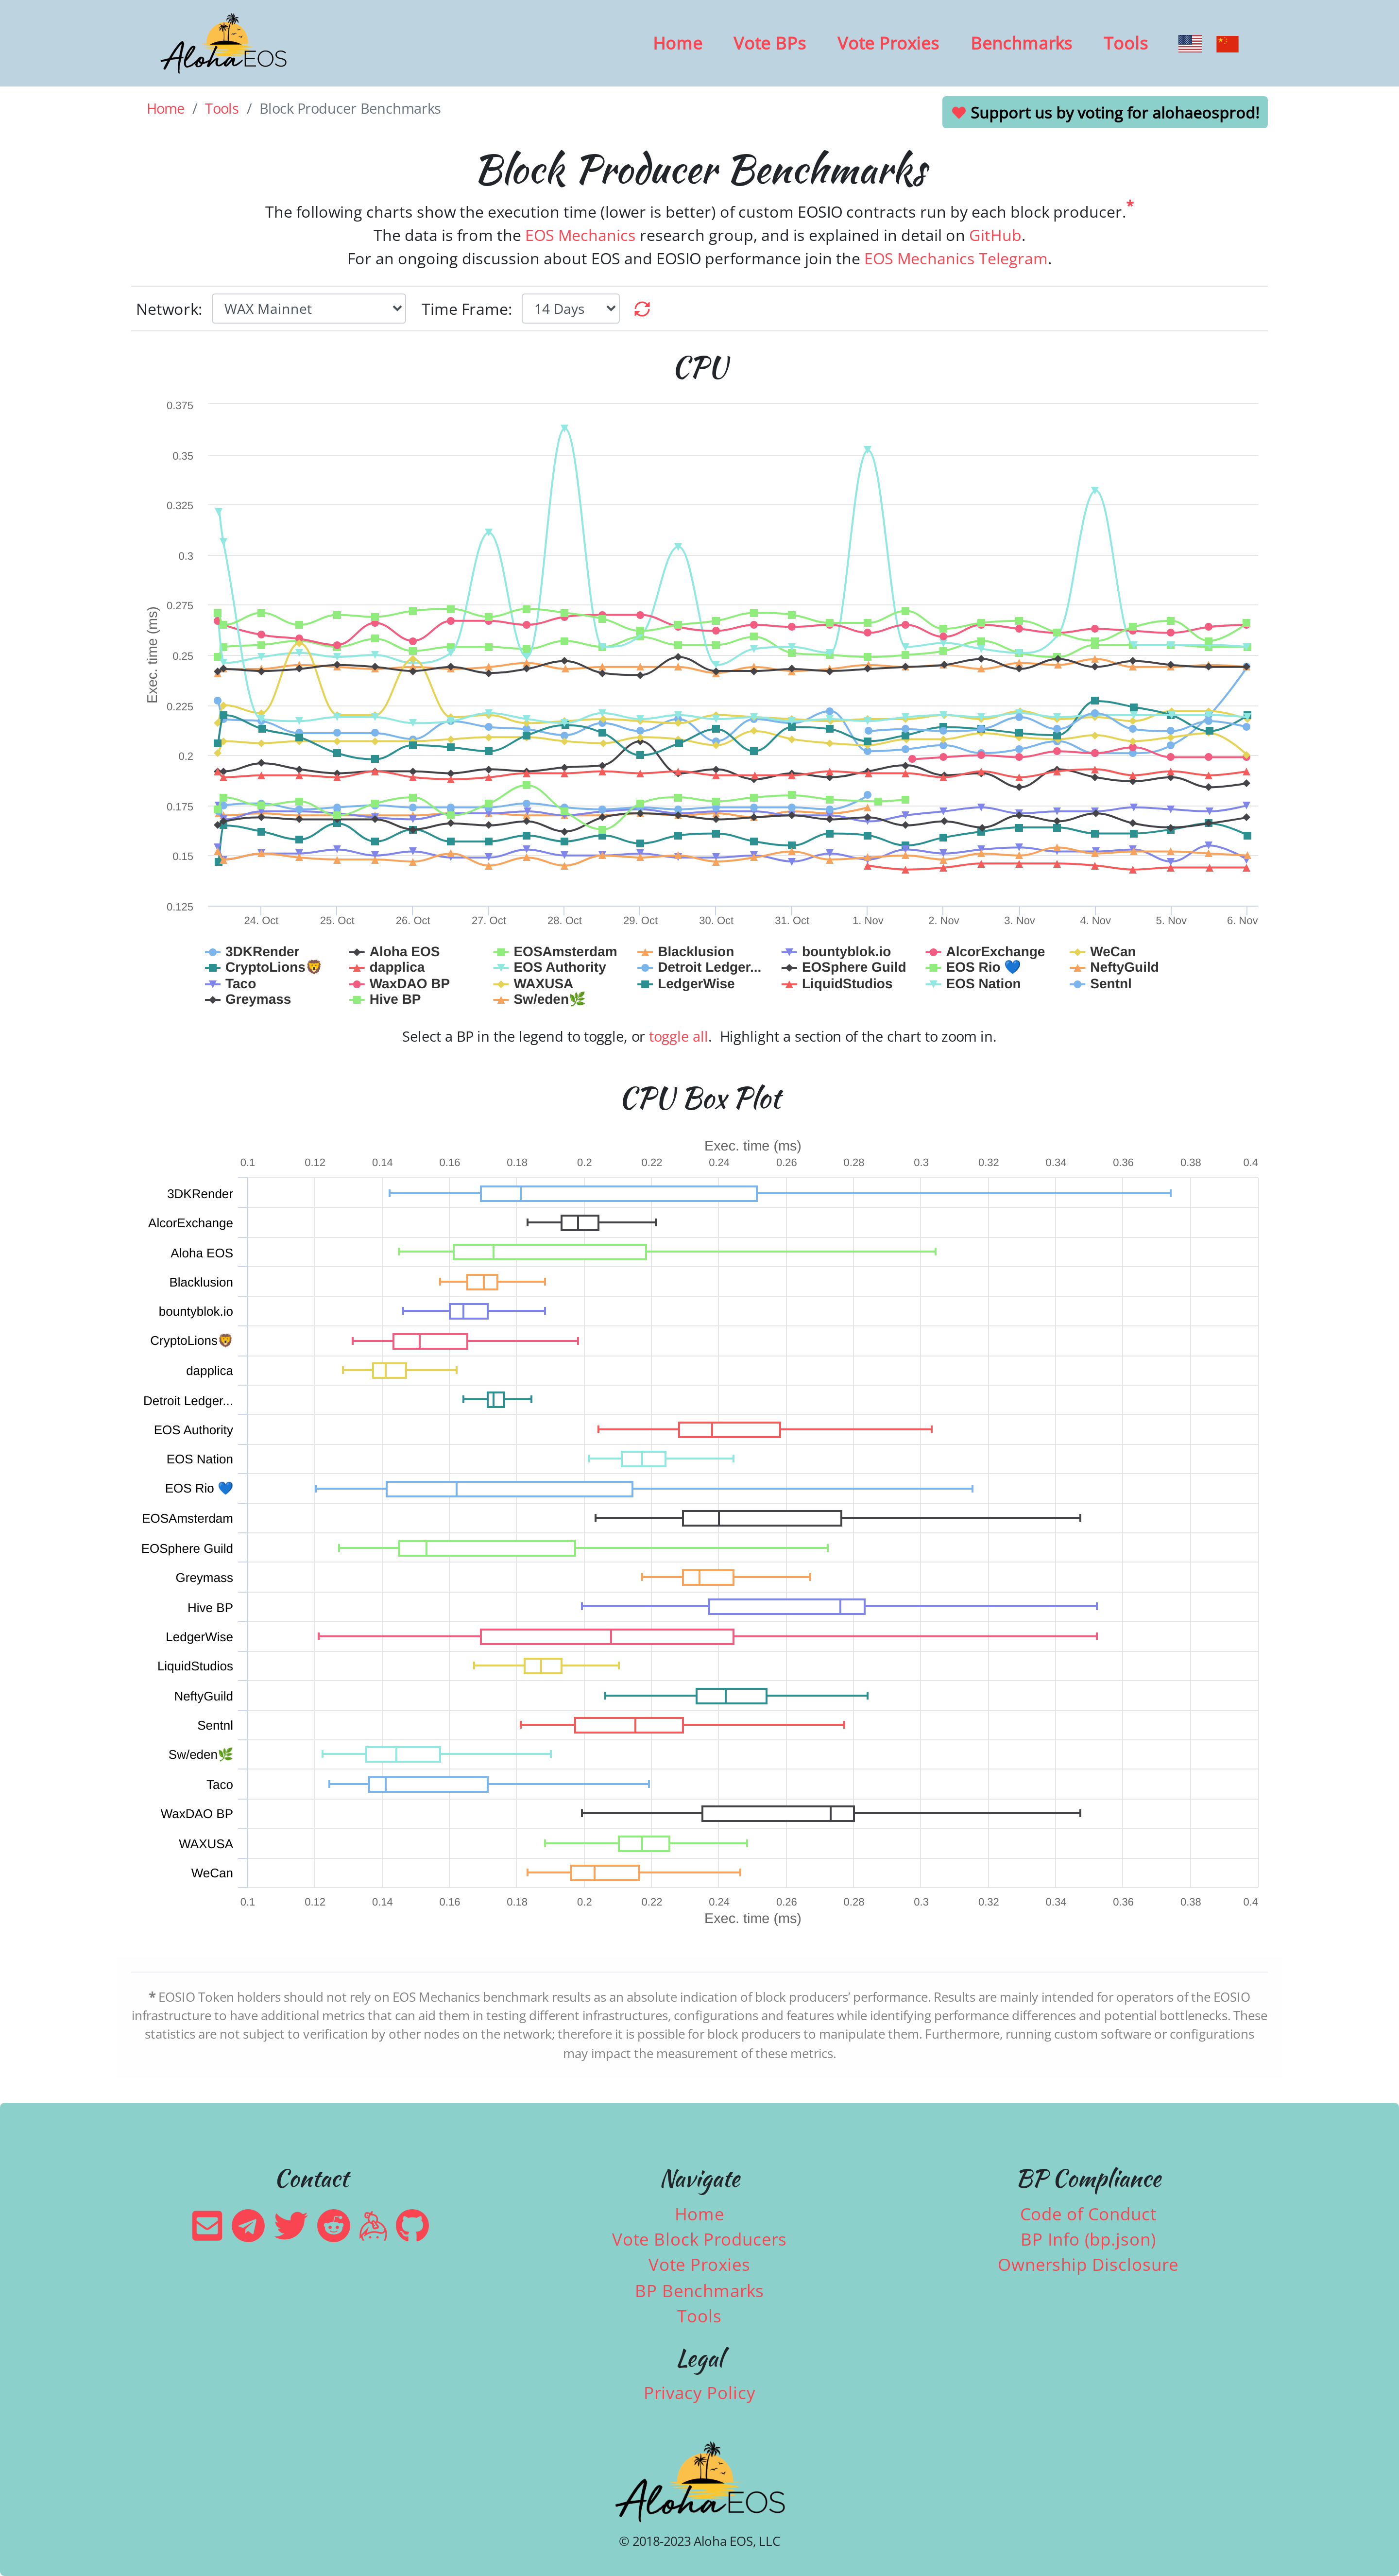 Aloha EOS
Home Vote BPs Vote Proxies Benchmarks Tools
Home / Tools / Block Producer Benchmarks
Support us by voting for alohaeosprod!
Block Producer Benchmarks
The following charts show the execution time (lower is better) of custom EOSIO contracts run by each block producer.*
The data is from the EOS Mechanics research group, and is explained in detail on GitHub.
For an ongoing discussion about EOS and EOSIO performance join the EOS Mechanics Telegram.
Network: WAX Mainnet Time Frame: 14 Days
CPU
Exec. time (ms)
0.375
0.35
0.325
0.3
0.275
0.25
0.225
0.2
0.175
0.15
0.125
24. Oct 25. Oct 26. Oct 27. Oct 28. Oct 29. Oct 30. Oct 31. Oct 1. Nov 2. Nov 3. Nov 4. Nov 5. Nov 6. Nov
3DKRender Aloha EOS EOSAmsterdam Blacklusion bountyblok.io AlcorExchange WeCan
CryptoLions🦁 dapplica EOS Authority Detroit Ledger... EOSphere Guild EOS Rio 💙 NeftyGuild
Taco WaxDAO BP WAXUSA LedgerWise LiquidStudios EOS Nation Sentnl
Greymass Hive BP Sw/eden🌿
Select a BP in the legend to toggle, or toggle all. Highlight a section of the chart to zoom in.
CPU Box Plot
Exec. time (ms)
0.1 0.12 0.14 0.16 0.18 0.2 0.22 0.24 0.26 0.28 0.3 0.32 0.34 0.36 0.38 0.4
3DKRender
AlcorExchange
Aloha EOS
Blacklusion
bountyblok.io
CryptoLions🦁
dapplica
Detroit Ledger...
EOS Authority
EOS Nation
EOS Rio 💙
EOSAmsterdam
EOSphere Guild
Greymass
Hive BP
LedgerWise
LiquidStudios
NeftyGuild
Sentnl
Sw/eden🌿
Taco
WaxDAO BP
WAXUSA
WeCan
0.1 0.12 0.14 0.16 0.18 0.2 0.22 0.24 0.26 0.28 0.3 0.32 0.34 0.36 0.38 0.4
Exec. time (ms)
* EOSIO Token holders should not rely on EOS Mechanics benchmark results as an absolute indication of block producers’ performance. Results are mainly intended for operators of the EOSIO
infrastructure to have additional metrics that can aid them in testing different infrastructures, configurations and features while identifying performance differences and potential bottlenecks. These
statistics are not subject to verification by other nodes on the network; therefore it is possible for block producers to manipulate them. Furthermore, running custom software or configurations
may impact the measurement of these metrics.
Contact
Navigate
Home
Vote Block Producers
Vote Proxies
BP Benchmarks
Tools
Legal
Privacy Policy
BP Compliance
Code of Conduct
BP Info (bp.json)
Ownership Disclosure
Aloha EOS
© 2018-2023 Aloha EOS, LLC